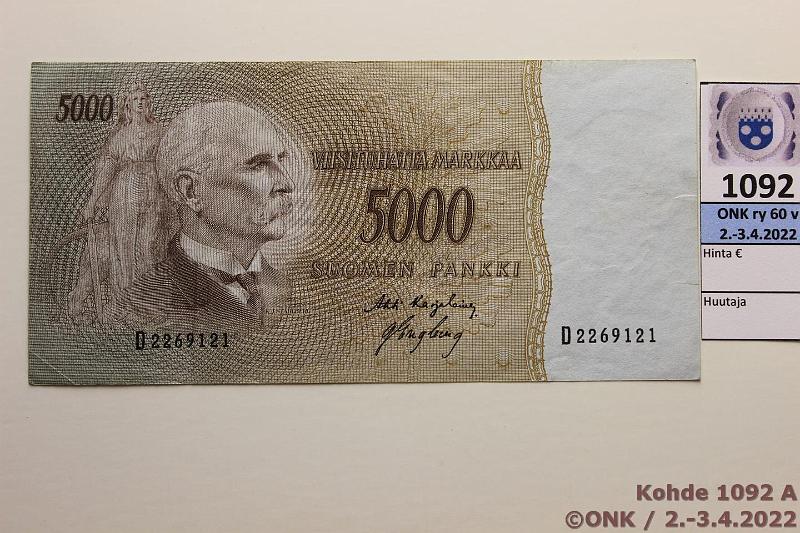 5000
VIISITUHATTA MARKKAA
5000
SUOMEN PANKKI
D2269121
D2269121
1092
ONK ry 60 v
2.-3.4.2022
Hinta €
Huutaja
Kohde 1092 A
©ONK / 2.-3.4.2022